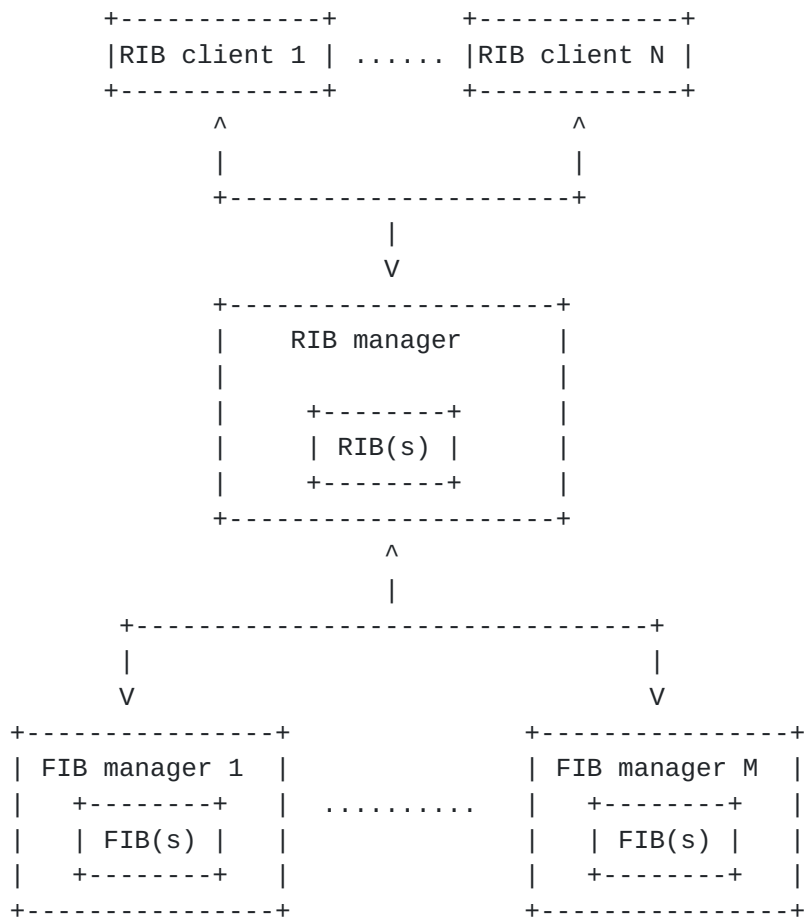 RIB client 1 ...... RIB client N
RIB manager
RIB(s)
FIB manager 1 .......... FIB manager M
FIB(s) FIB(s)